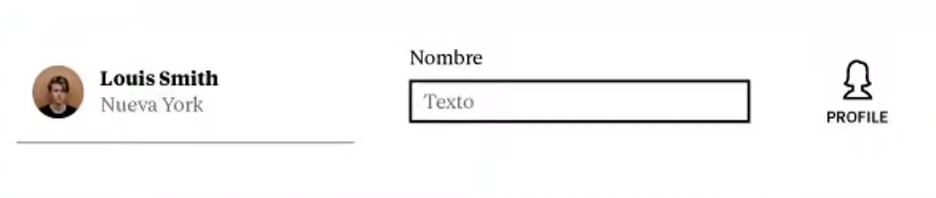 Louis Smith
Nueva York
Nombre
Texto
PROFILE